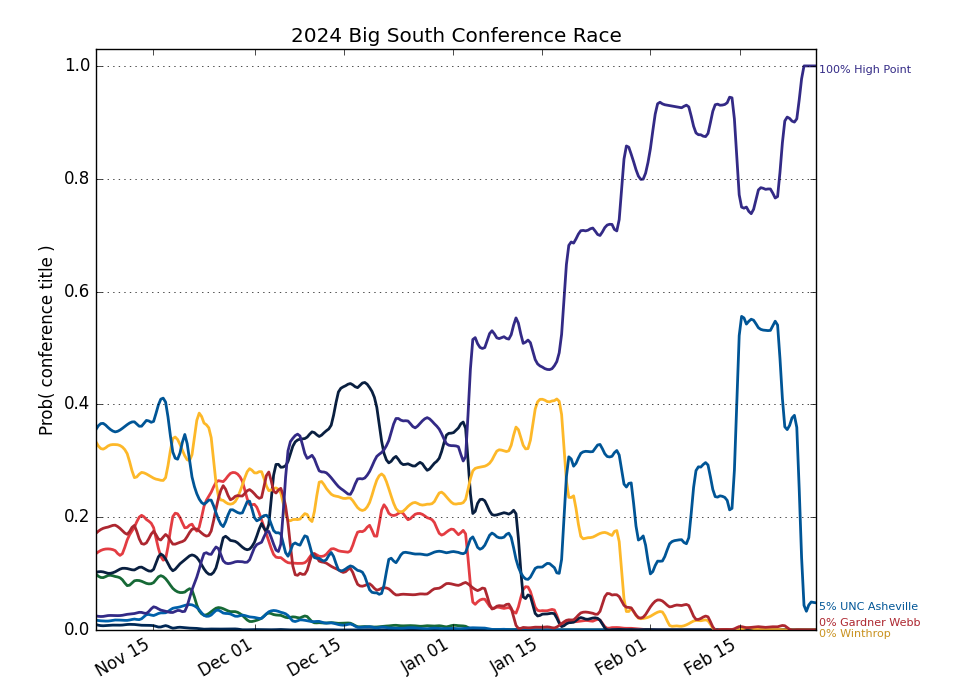 2024 Big South Conference Race
Prob( conference title )
1.0
0.8
0.6
0.4
0.2
0.0
Nov 15
Dec 01
Dec 15
Jan 01
Jan 15
Feb 01
Feb 15
100% High Point
5% UNC Asheville
0% Gardner Webb
0% Winthrop